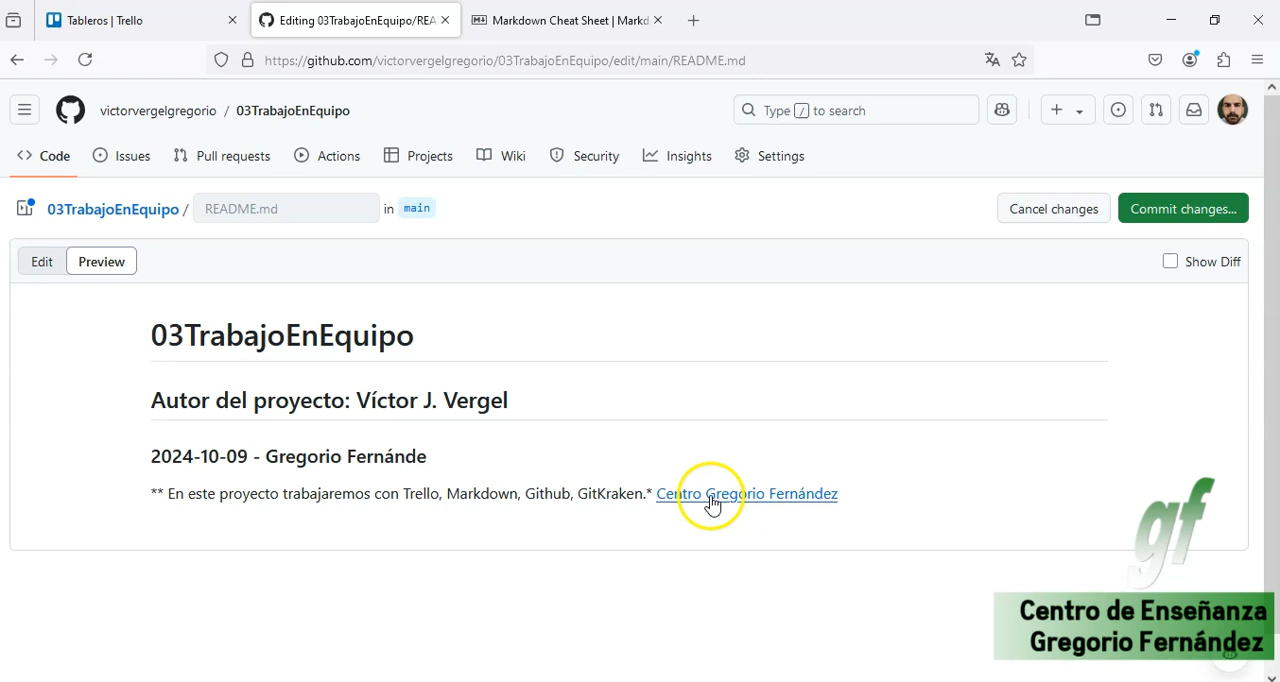 Tableros | Trello
Editing 03TrabajoEnEquipo/REA
Markdown Cheat Sheet | Markd
https://github.com/victorvergelgregorio/03TrabajoEnEquipo/edit/main/README.md
victorvergelgregorio / 03TrabajoEnEquipo
Type / to search
Code
Issues
Pull requests
Actions
Projects
Wiki
Security
Insights
Settings
03TrabajoEnEquipo / README.md in main
Cancel changes
Commit changes...
Edit
Preview
Show Diff
03TrabajoEnEquipo
Autor del proyecto: Víctor J. Vergel
2024-10-09 - Gregorio Fernánde
** En este proyecto trabajaremos con Trello, Markdown, Github, GitKraken.* Centro Gregorio Fernández
gf
Centro de Enseñanza
Gregorio Fernández